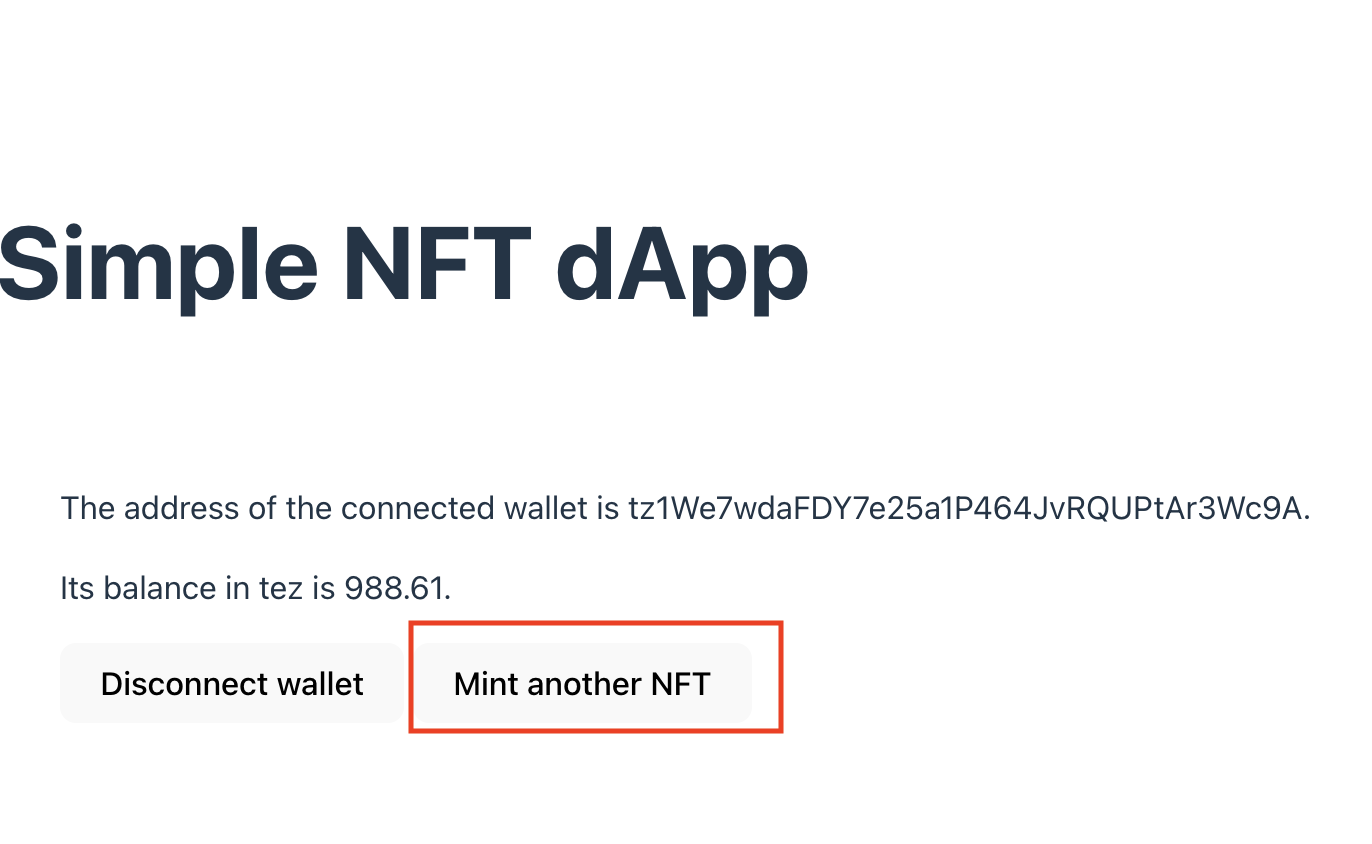 Simple NFT dApp
The address of the connected wallet is tz1We7wdaFDY7e25a1P464JvRQUPtAr3Wc9A.
Its balance in tez is 988.61.
Disconnect wallet
Mint another NFT